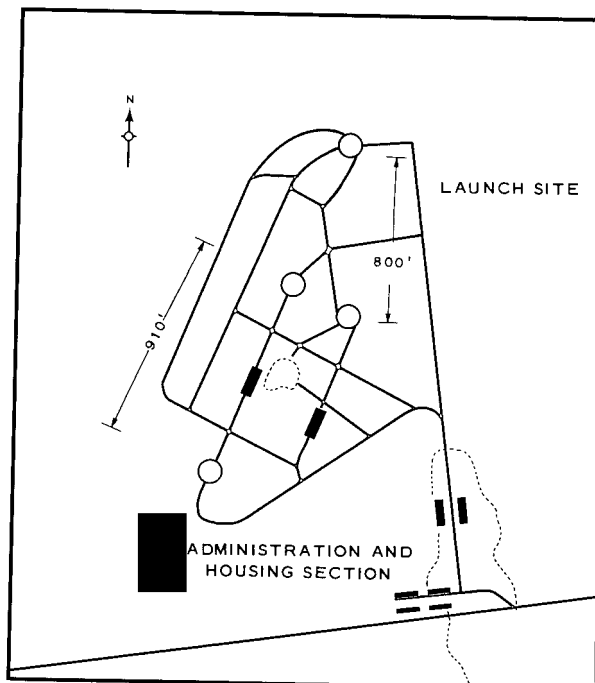 N
LAUNCH SITE
800'
910'
ADMINISTRATION AND
HOUSING SECTION